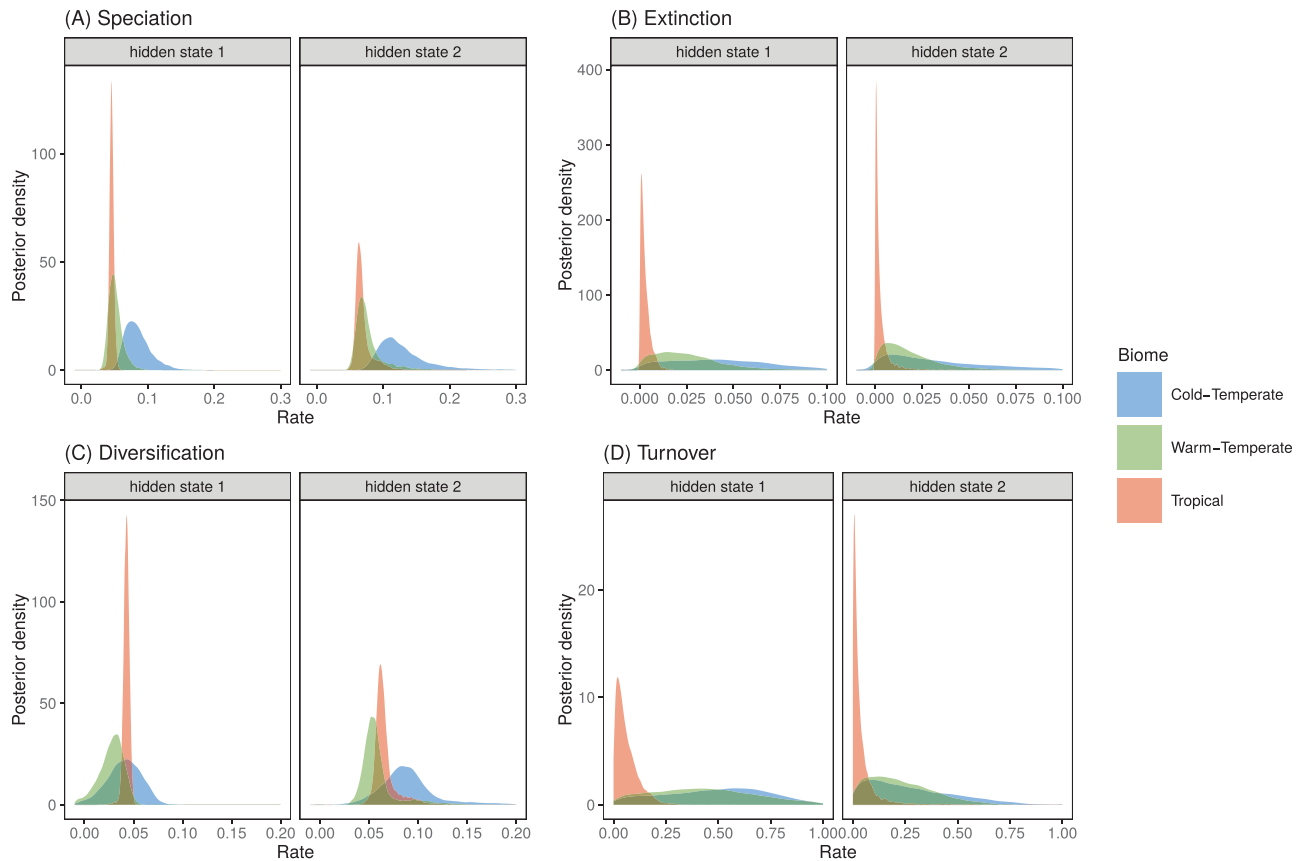 (A) Speciation
hidden state 1
hidden state 2
Posterior density
100
50
0
0.0 0.1 0.2 0.3
0.0 0.1 0.2 0.3
Rate
(B) Extinction
hidden state 1
hidden state 2
Posterior density
400
300
200
100
0
0.000 0.025 0.050 0.075 0.100
0.000 0.025 0.050 0.075 0.100
Rate
(C) Diversification
hidden state 1
hidden state 2
Posterior density
150
100
50
0
0.00 0.05 0.10 0.15 0.20
0.00 0.05 0.10 0.15 0.20
Rate
(D) Turnover
hidden state 1
hidden state 2
Posterior density
20
10
0
0.00 0.25 0.50 0.75 1.00
0.00 0.25 0.50 0.75 1.00
Rate
Biome
Cold−Temperate
Warm−Temperate
Tropical